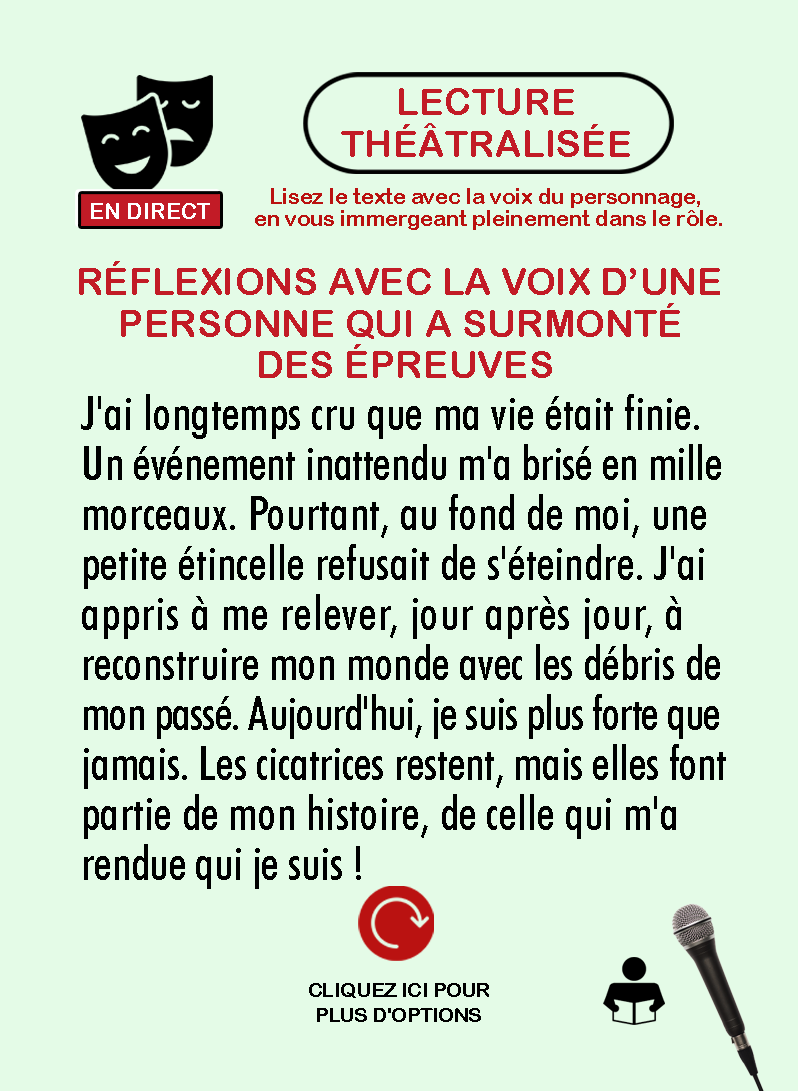 LECTURE
THÉÂTRALISÉE
EN DIRECT
Lisez le texte avec la voix du personnage,
en vous immergeant pleinement dans le rôle.
RÉFLEXIONS AVEC LA VOIX D’UNE
PERSONNE QUI A SURMONTÉ
DES ÉPREUVES
J'ai longtemps cru que ma vie était finie.
Un événement inattendu m'a brisé en mille
morceaux. Pourtant, au fond de moi, une
petite étincelle refusait de s'éteindre. J'ai
appris à me relever, jour après jour, à
reconstruire mon monde avec les débris de
mon passé. Aujourd'hui, je suis plus forte que
jamais. Les cicatrices restent, mais elles font
partie de mon histoire, de celle qui m'a
rendue qui je suis !
CLIQUEZ ICI POUR
PLUS D'OPTIONS